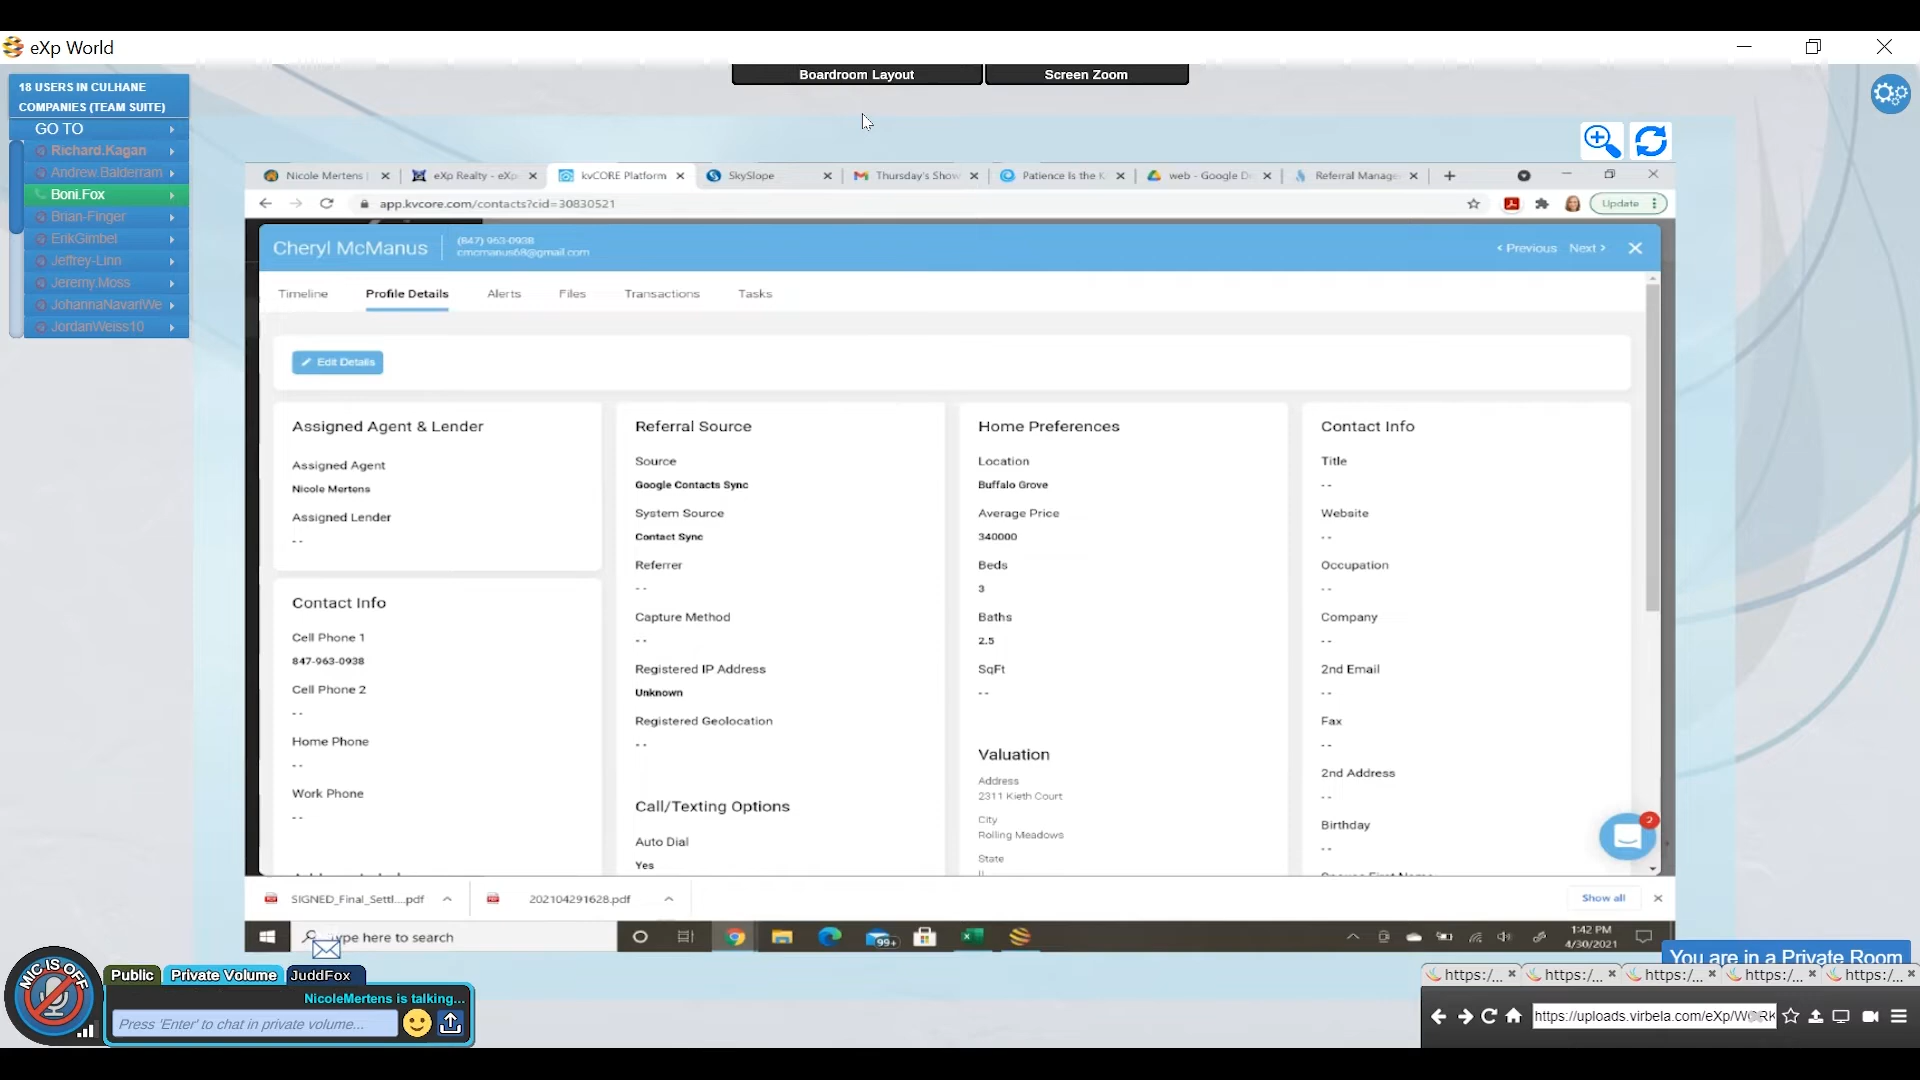 eXp World
Boardroom Layout
Screen Zoom
18 USERS IN CULHANE
COMPANIES (TEAM SUITE)
GO TO
Richard.Kagan
Andrew.Balderram
Boni.Fox
Brian-Finger
ErikGimbel
Jeffrey-Linn
Jeremy.Moss
JohannaNavarrWe
JordanWeiss10
Nicole Mertens
eXp Realty - eXp
kvCORE Platform
SkySlope
Thursday's Show
Patience Is the K
web - Google Dr
Referral Manage
app.kvcore.com/contacts?cid=30830521
Update
Cheryl McManus
(847) 963-0938
cmcmanus68@gmail.com
< Previous Next >
Timeline
Profile Details
Alerts
Files
Transactions
Tasks
Edit Details
Assigned Agent & Lender
Assigned Agent
Nicole Mertens
Assigned Lender
- -
Contact Info
Cell Phone 1
847-963-0938
Cell Phone 2
- -
Home Phone
- -
Work Phone
- -
Referral Source
Source
Google Contacts Sync
System Source
Contact Sync
Referrer
- -
Capture Method
- -
Registered IP Address
Unknown
Registered Geolocation
- -
Call/Texting Options
Auto Dial
Yes
Home Preferences
Location
Buffalo Grove
Average Price
340000
Beds
3
Baths
2.5
SqFt
- -
Valuation
Address
2311 Kieth Court
City
Rolling Meadows
State
Contact Info
Title
- -
Website
- -
Occupation
- -
Company
- -
2nd Email
- -
Fax
- -
2nd Address
- -
Birthday
- -
2
SIGNED_Final_Settl....pdf
202104291628.pdf
Show all
ype here to search
99+
1:42 PM
4/30/2021
You are in a Private Room
MIC IS OFF
Public
Private Volume
JuddFox
NicoleMertens is talking...
Press 'Enter' to chat in private volume...
https:/...
https:/...
https:/...
https:/...
https:/...
https://uploads.virbela.com/eXp/WORK